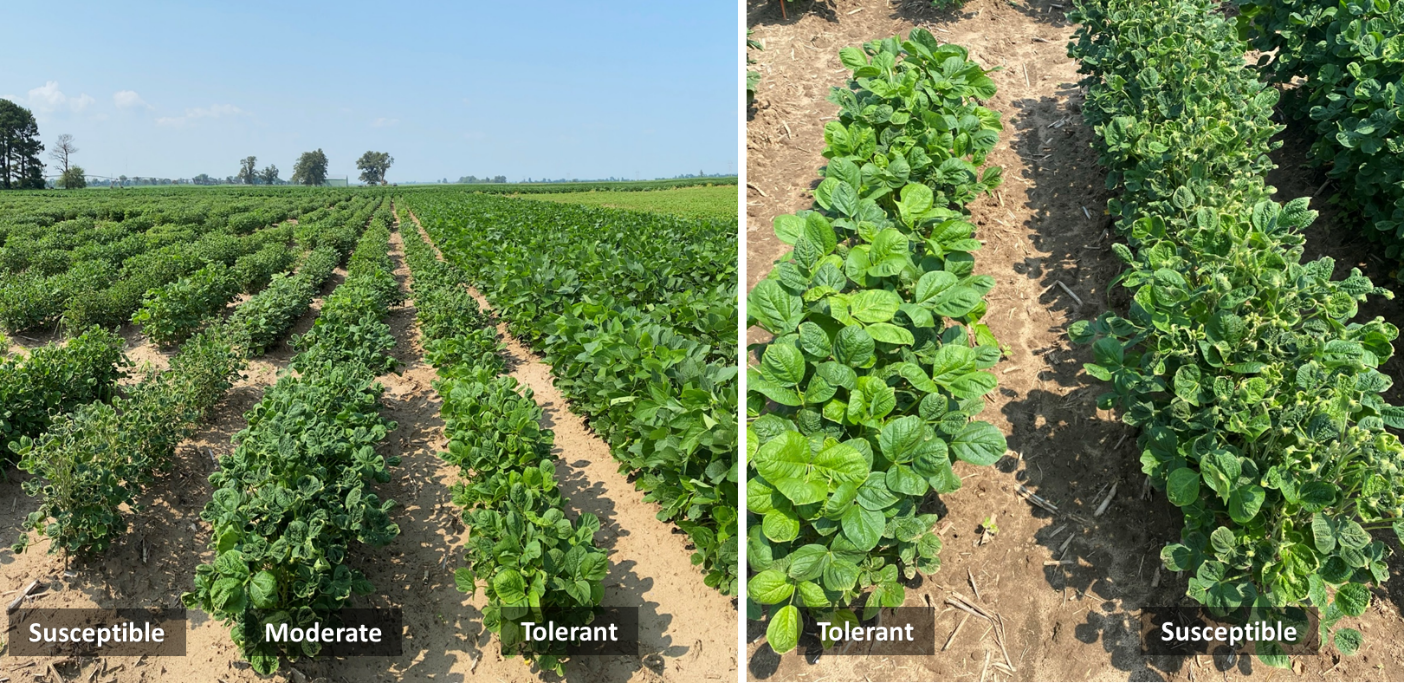 Susceptible
Moderate
Tolerant
Tolerant
Susceptible